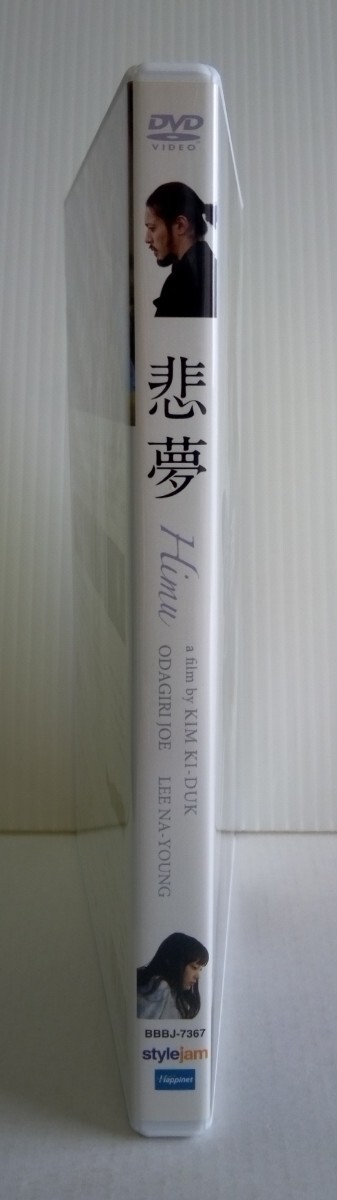 DVD
VIDEO
悲夢
Himu
a film by KIM KI-DUK
ODAGIRI JOE LEE NA-YOUNG
BBBJ-7367
stylejam
Happinet